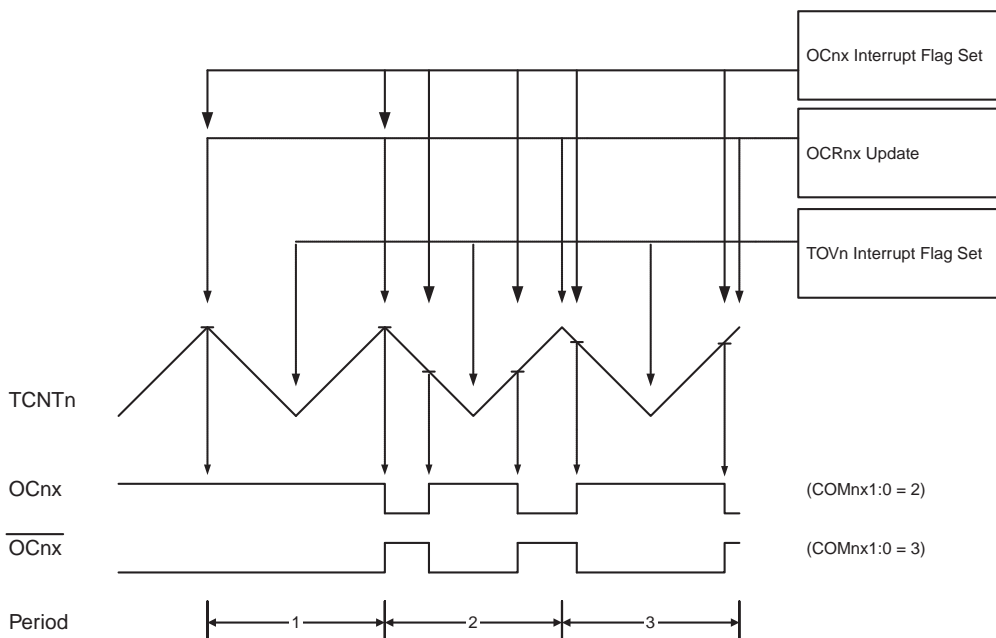 OCnx Interrupt Flag Set
OCRnx Update
TOVn Interrupt Flag Set
TCNTn
OCnx
(COMnx1:0 = 2)
OCnx
(COMnx1:0 = 3)
Period
1
2
3